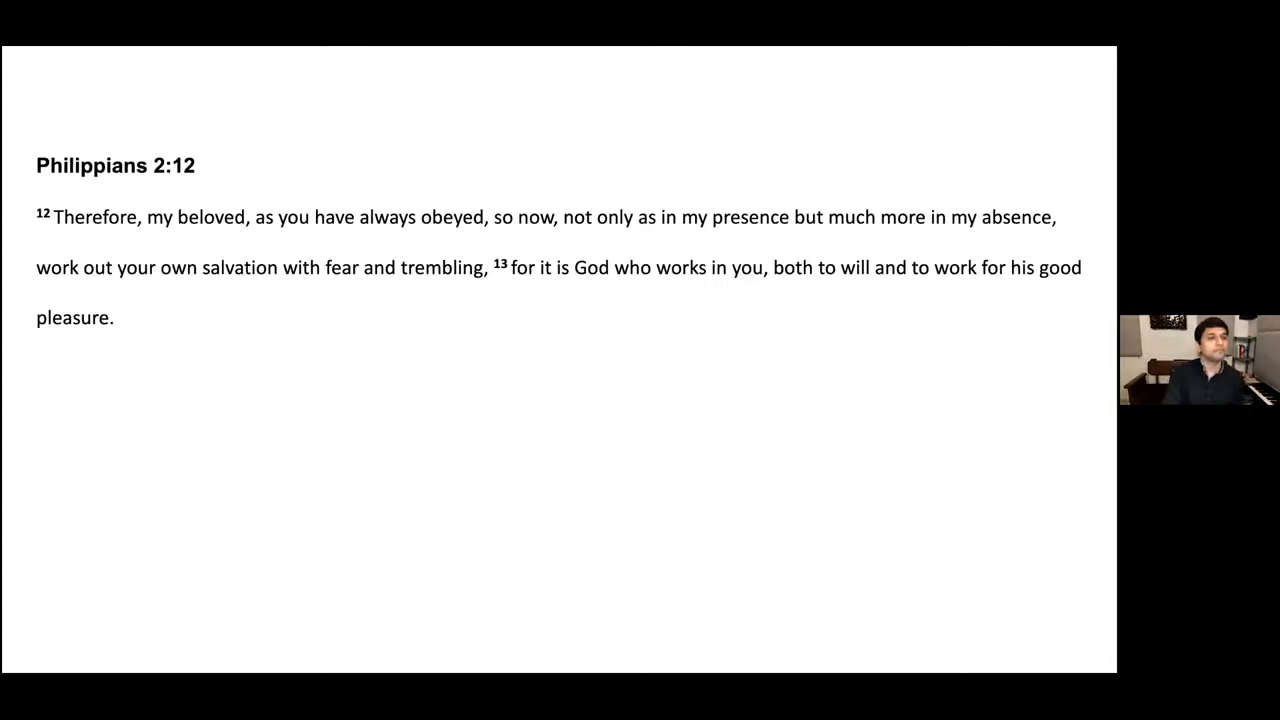 Philippians 2:12
12 Therefore, my beloved, as you have always obeyed, so now, not only as in my presence but much more in my absence,
work out your own salvation with fear and trembling, 13 for it is God who works in you, both to will and to work for his good
pleasure.